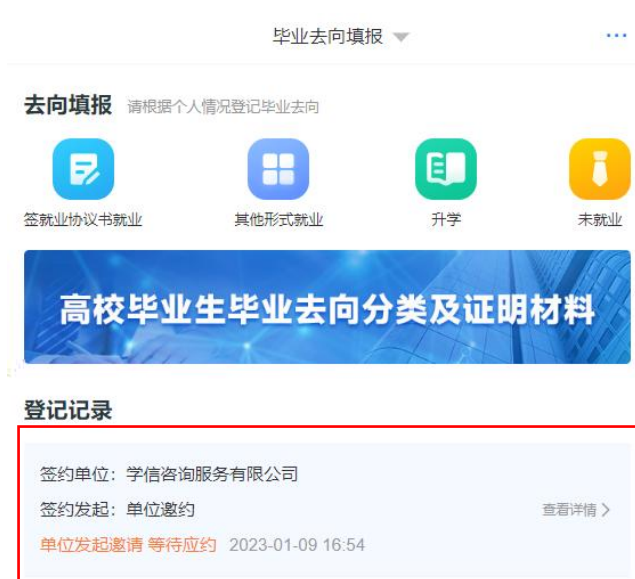 毕业去向填报
去向填报 请根据个人情况登记毕业去向
签就业协议书就业 其他形式就业 升学 未就业
高校毕业生毕业去向分类及证明材料
登记记录
签约单位：学信咨询服务有限公司
签约发起：单位邀约 查看详情
单位发起邀请 等待应约 2023-01-09 16:54